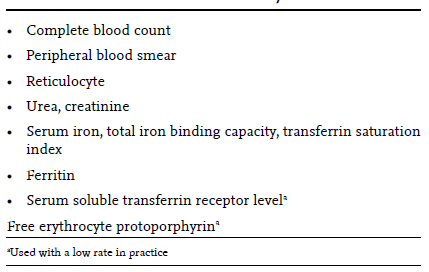 • Complete blood count
• Peripheral blood smear
• Reticulocyte
• Urea, creatinine
• Serum iron, total iron binding capacity, transferrin saturation
index
• Ferritin
• Serum soluble transferrin receptor levelᵃ
Free erythrocyte protoporphyrinᵃ
ᵃUsed with a low rate in practice